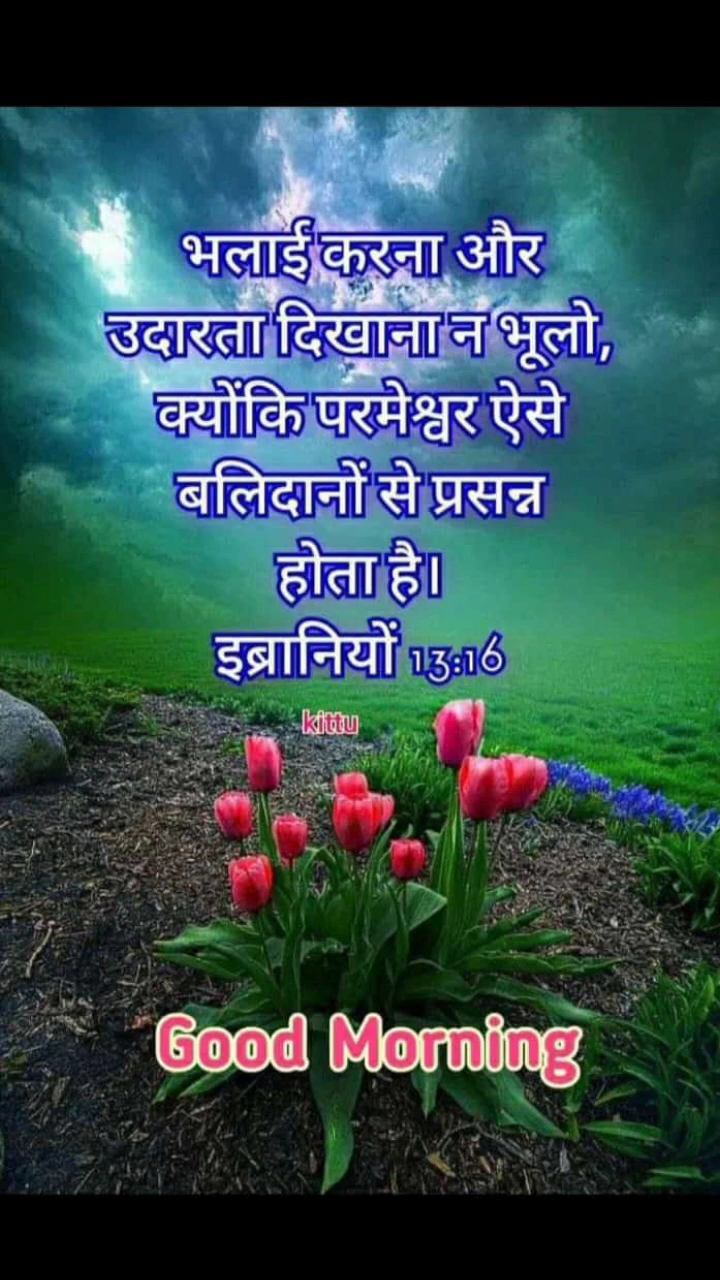 भलाई करना और
उदारता दिखाना न भूलो,
क्योंकि परमेश्वर ऐसे
बलिदानों से प्रसन्न
होता है।
इब्रानियों 13:16
kittu
Good Morning